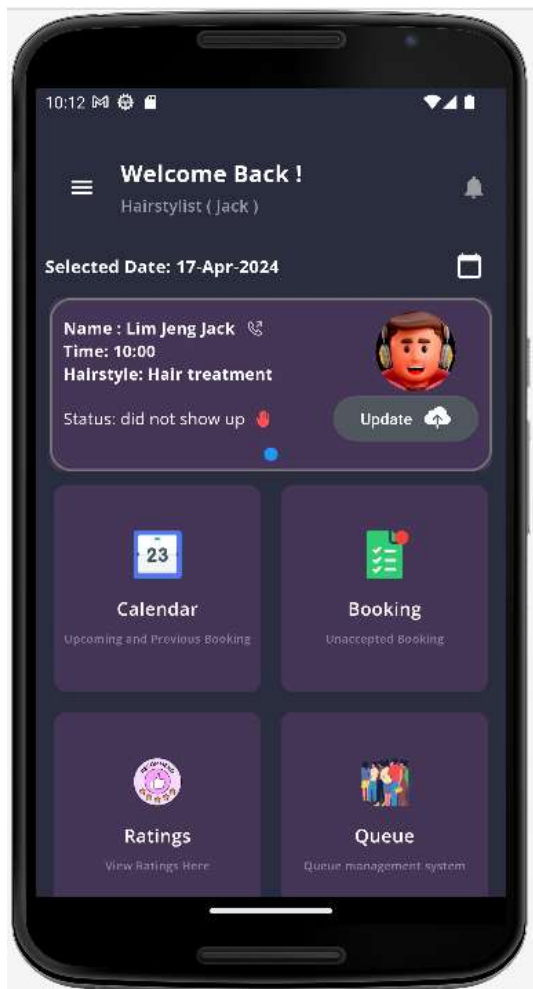 10:12
Welcome Back !
Hairstylist ( Jack )
Selected Date: 17-Apr-2024
Name : Lim Jeng Jack
Time: 10:00
Hairstyle: Hair treatment
Status: did not show up
Update
23
Calendar
Upcoming and Previous Booking
Booking
Unaccepted Booking
RECOMMEND
Ratings
View Ratings Here
Queue
Queue management system